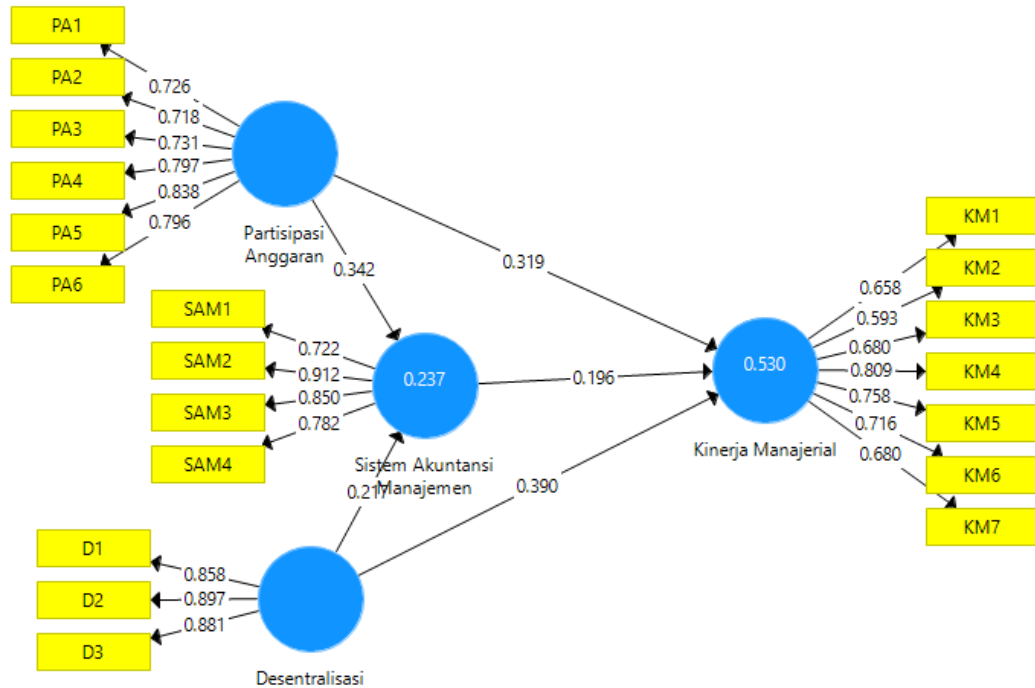 PA1
PA2
PA3
PA4
PA5
PA6
0.726
0.718
0.731
0.797
0.838
0.796
Partisipasi
Anggaran
0.342
0.319
SAM1
SAM2
SAM3
SAM4
0.722
0.912
0.850
0.782
0.237
Sistem Akuntansi
Manajemen
0.217
0.196
0.390
D1
D2
D3
0.858
0.897
0.881
Desentralisasi
0.530
Kinerja Manajerial
0.658
0.593
0.680
0.809
0.758
0.716
0.680
KM1
KM2
KM3
KM4
KM5
KM6
KM7